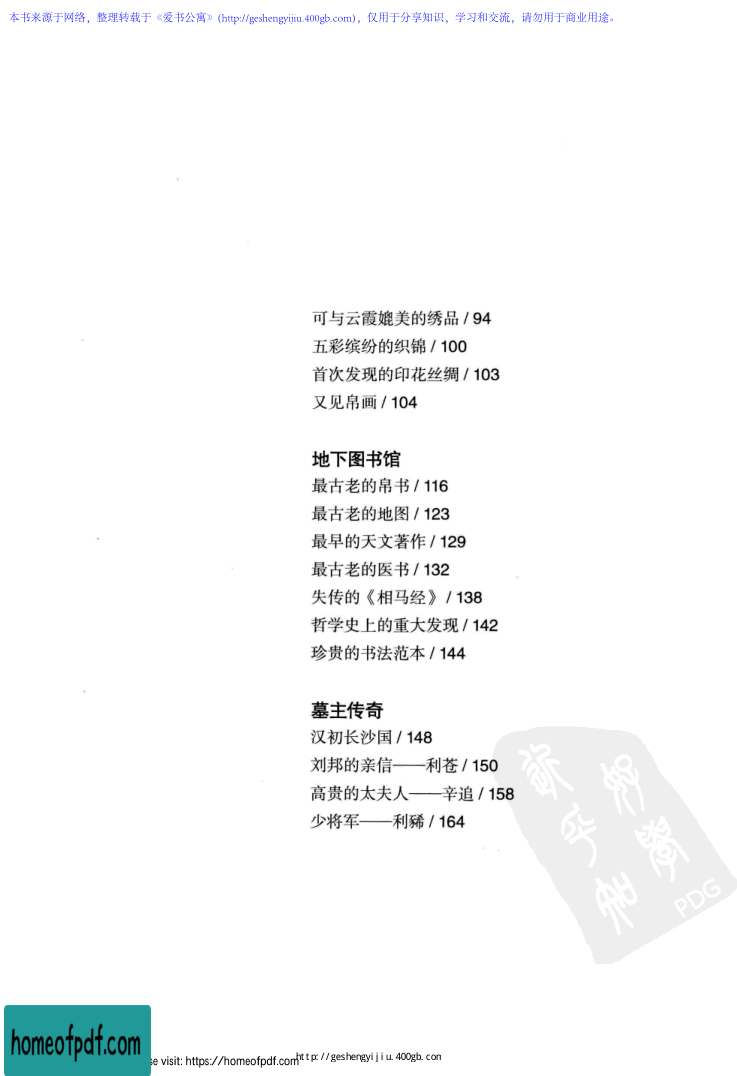 本书来源于网络，整理转载于《爱书公寓》(http://geshengyijiu.400gb.com)，仅用于分享知识，学习和交流，请勿用于商业用途。
可与云霞媲美的绣品 / 94
五彩缤纷的织锦 / 100
首次发现的印花丝绸 / 103
又见帛画 / 104
地下图书馆
最古老的帛书 / 116
最古老的地图 / 123
最早的天文著作 / 129
最古老的医书 / 132
失传的《相马经》 / 138
哲学史上的重大发现 / 142
珍贵的书法范本 / 144
墓主传奇
汉初长沙国 / 148
刘邦的亲信——利苍 / 150
高贵的太夫人——辛追 / 158
少将军——利豨 / 164
PDG
homeofpdf.com
se visit: https://homeofpdf.com
http://geshengyijiu.400gb.com